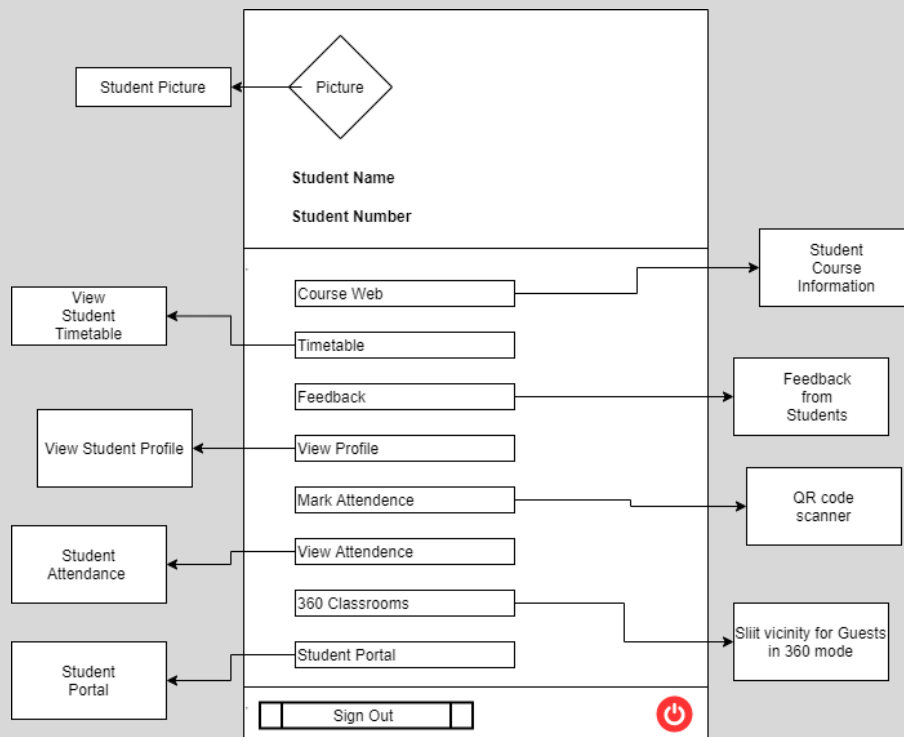 Student Picture
Picture
Student Name
Student Number
Student
Course
Information
Course Web
View
Student
Timetable
Timetable
Feedback
Feedback
from
Students
View Student Profile
View Profile
Mark Attendence
QR code
scanner
Student
Attendance
View Attendence
360 Classrooms
Sliit vicinity for Guests
in 360 mode
Student Portal
Student
Portal
Sign Out